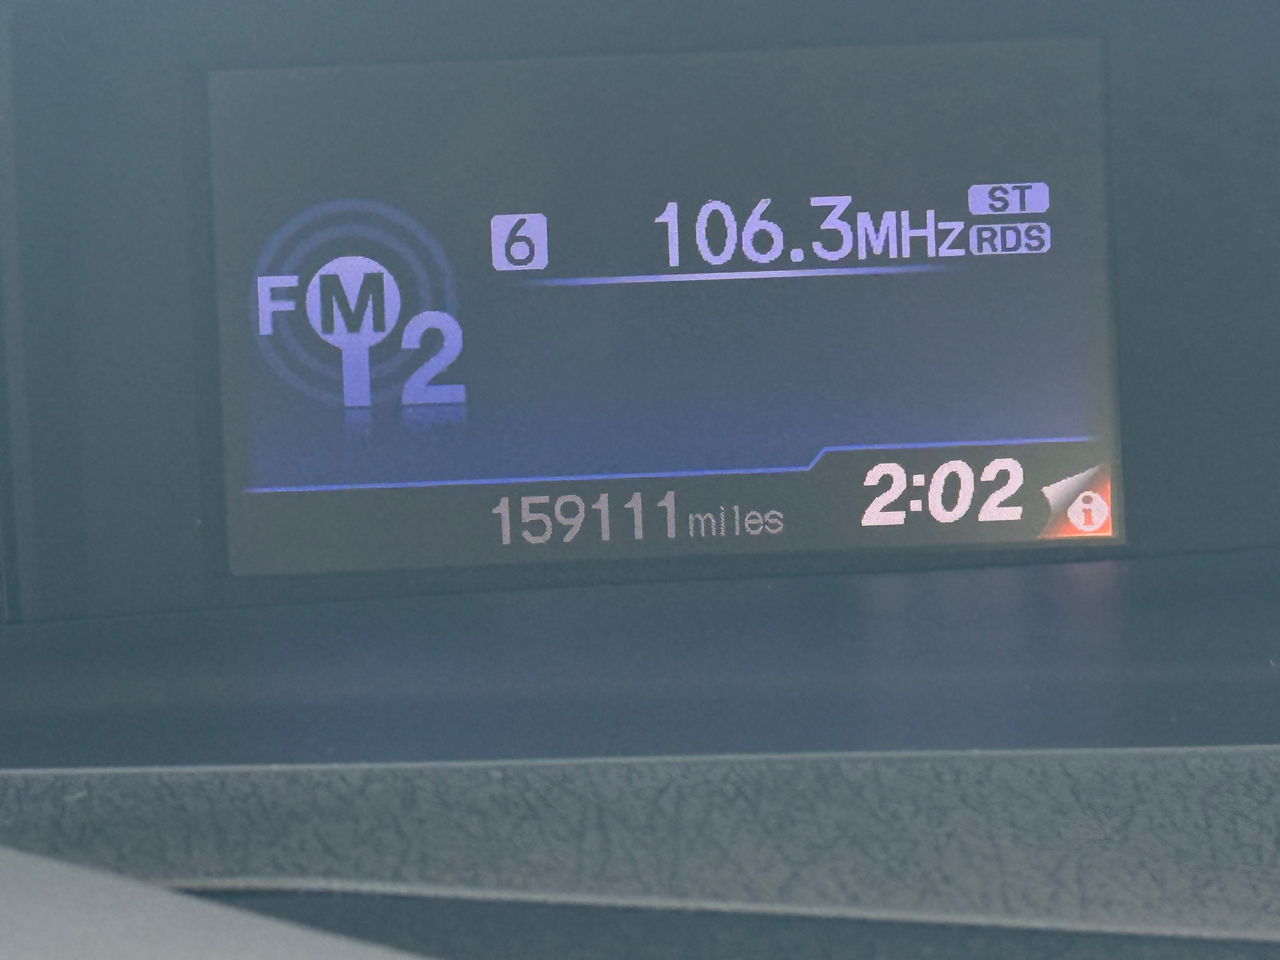 6 106.3MHz ST
RDS
FM2
159111miles 2:02 i